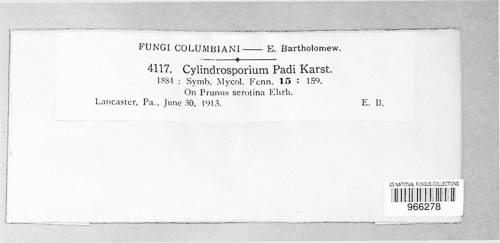 FUNGI COLUMBIANI — E. Bartholomew.
4117. Cylindrosporium Padi Karst.
1884 : Symb. Mycol. Fenn. 15 : 159.
On Prunus serotina Ehrh.
Lancaster, Pa., June 30, 1913. E. B.
US NATIONAL FUNGUS COLLECTIONS
966278